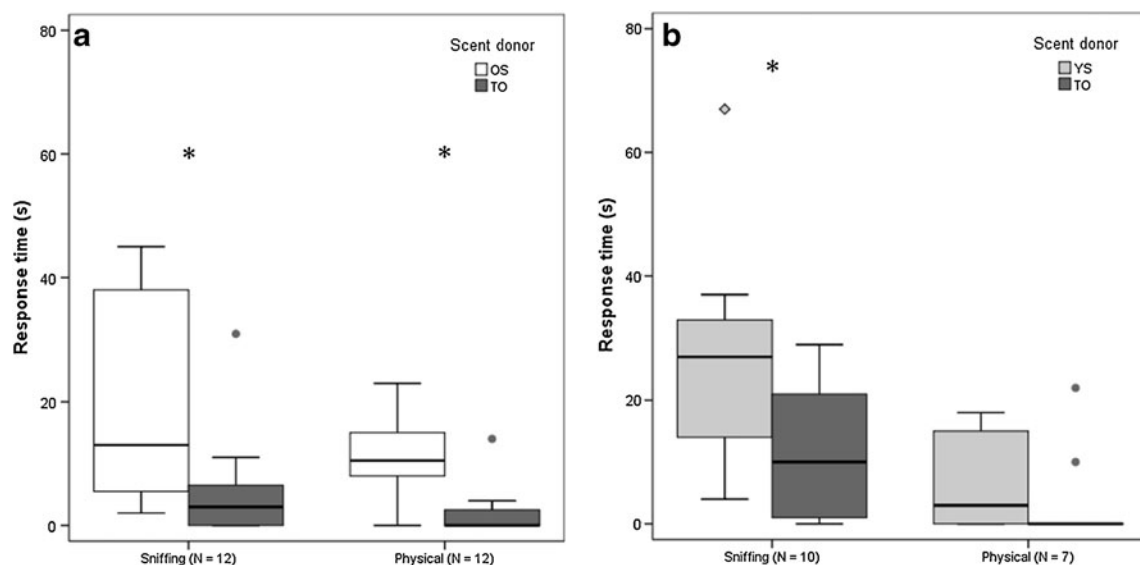 a
Scent donor
OS
TO
*
*
Response time (s)
80
60
40
20
0
Sniffing (N = 12)
Physical (N = 12)
b
Scent donor
YS
TO
*
Response time (s)
80
60
40
20
0
Sniffing (N = 10)
Physical (N = 7)